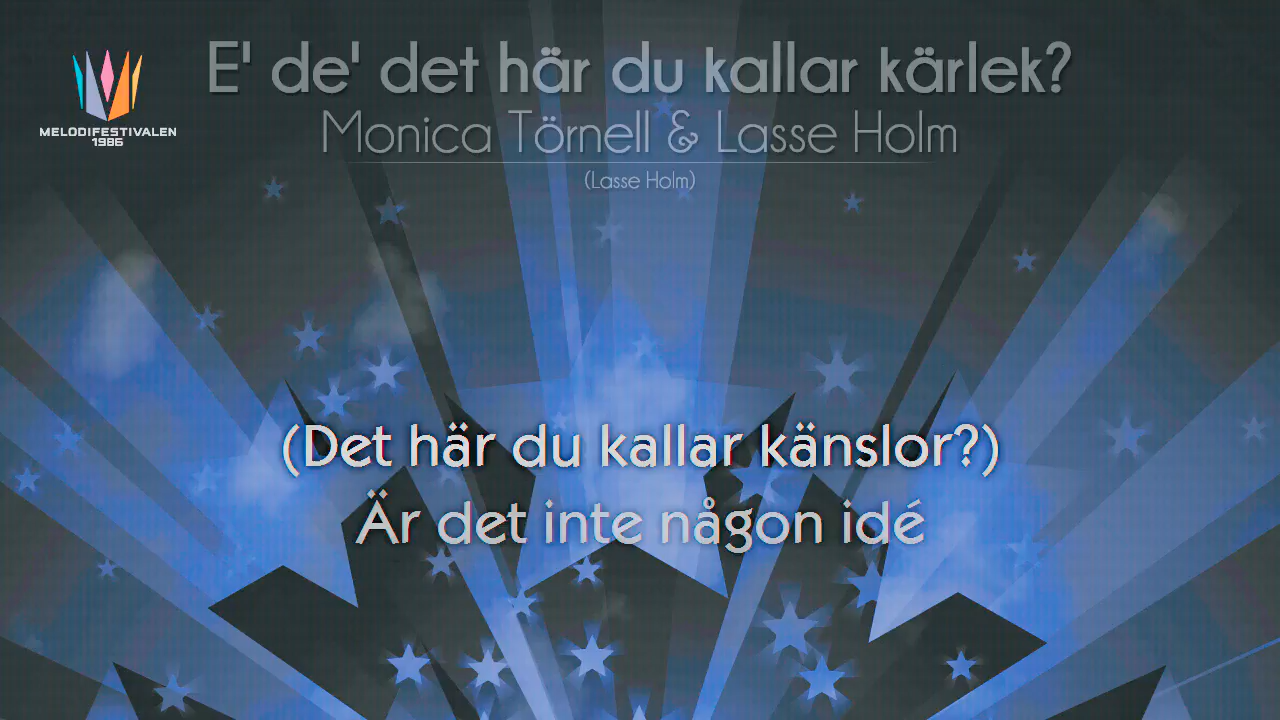 E' de' det här du kallar kärlek?
Monica Törnell & Lasse Holm
(Lasse Holm)
MELODIFESTIVALEN
1986
(Det här du kallar känslor?)
Är det inte någon idé